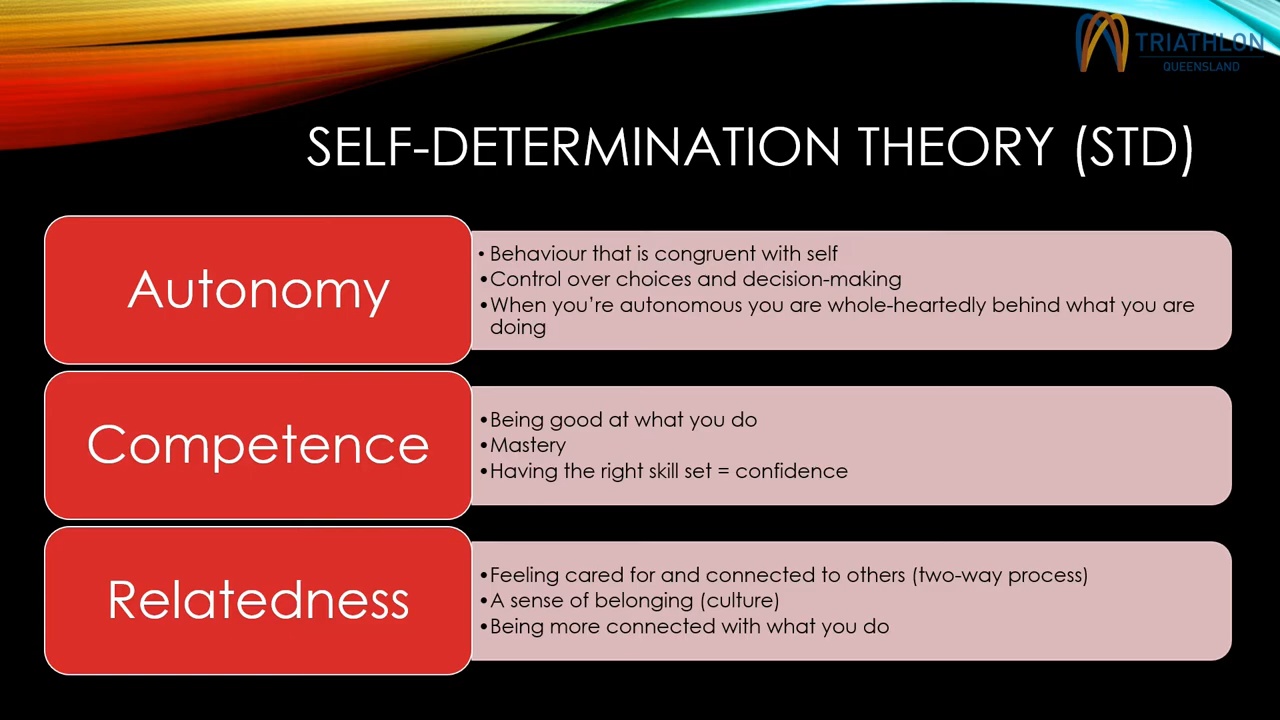 TRIATHLON
QUEENSLAND
SELF-DETERMINATION THEORY (STD)
Autonomy
• Behaviour that is congruent with self
•Control over choices and decision-making
•When you’re autonomous you are whole-heartedly behind what you are
doing
Competence
•Being good at what you do
•Mastery
•Having the right skill set = confidence
Relatedness
•Feeling cared for and connected to others (two-way process)
•A sense of belonging (culture)
•Being more connected with what you do